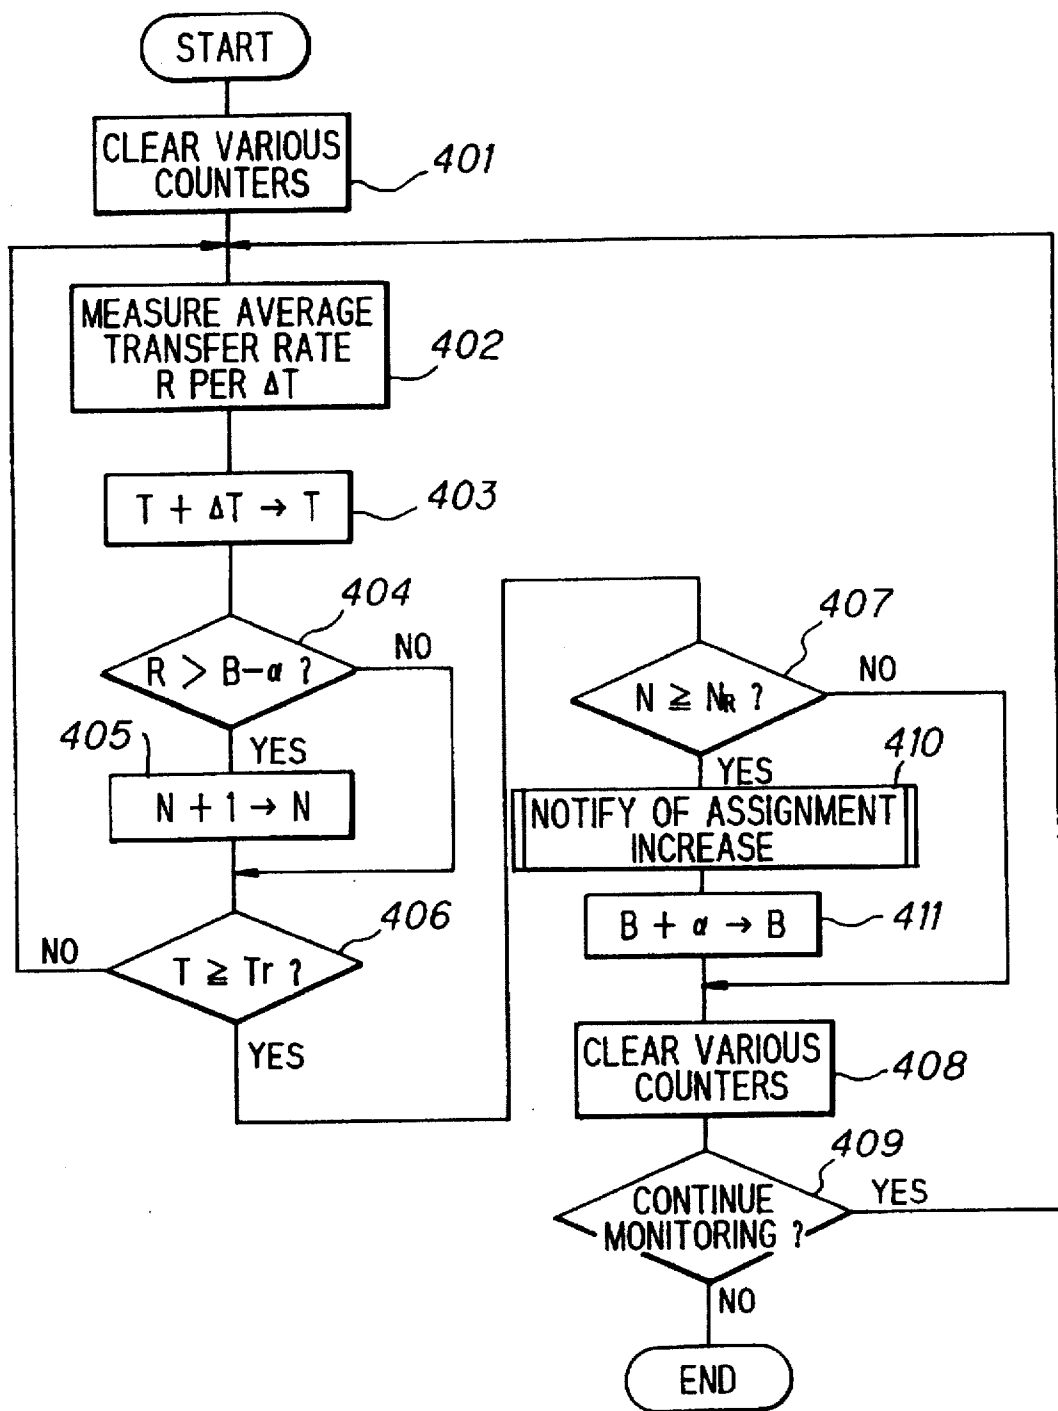 START
CLEAR VARIOUS
COUNTERS
401
MEASURE AVERAGE
TRANSFER RATE
R PER ΔT
402
T + ΔT → T
403
404
R > B-α ?
NO
405
YES
N + 1 → N
406
NO
T ≧ Tr ?
YES
407
N ≧ NR ?
NO
YES
410
NOTIFY OF ASSIGNMENT
INCREASE
B + α → B
411
CLEAR VARIOUS
COUNTERS
408
409
CONTINUE
MONITORING ?
YES
NO
END